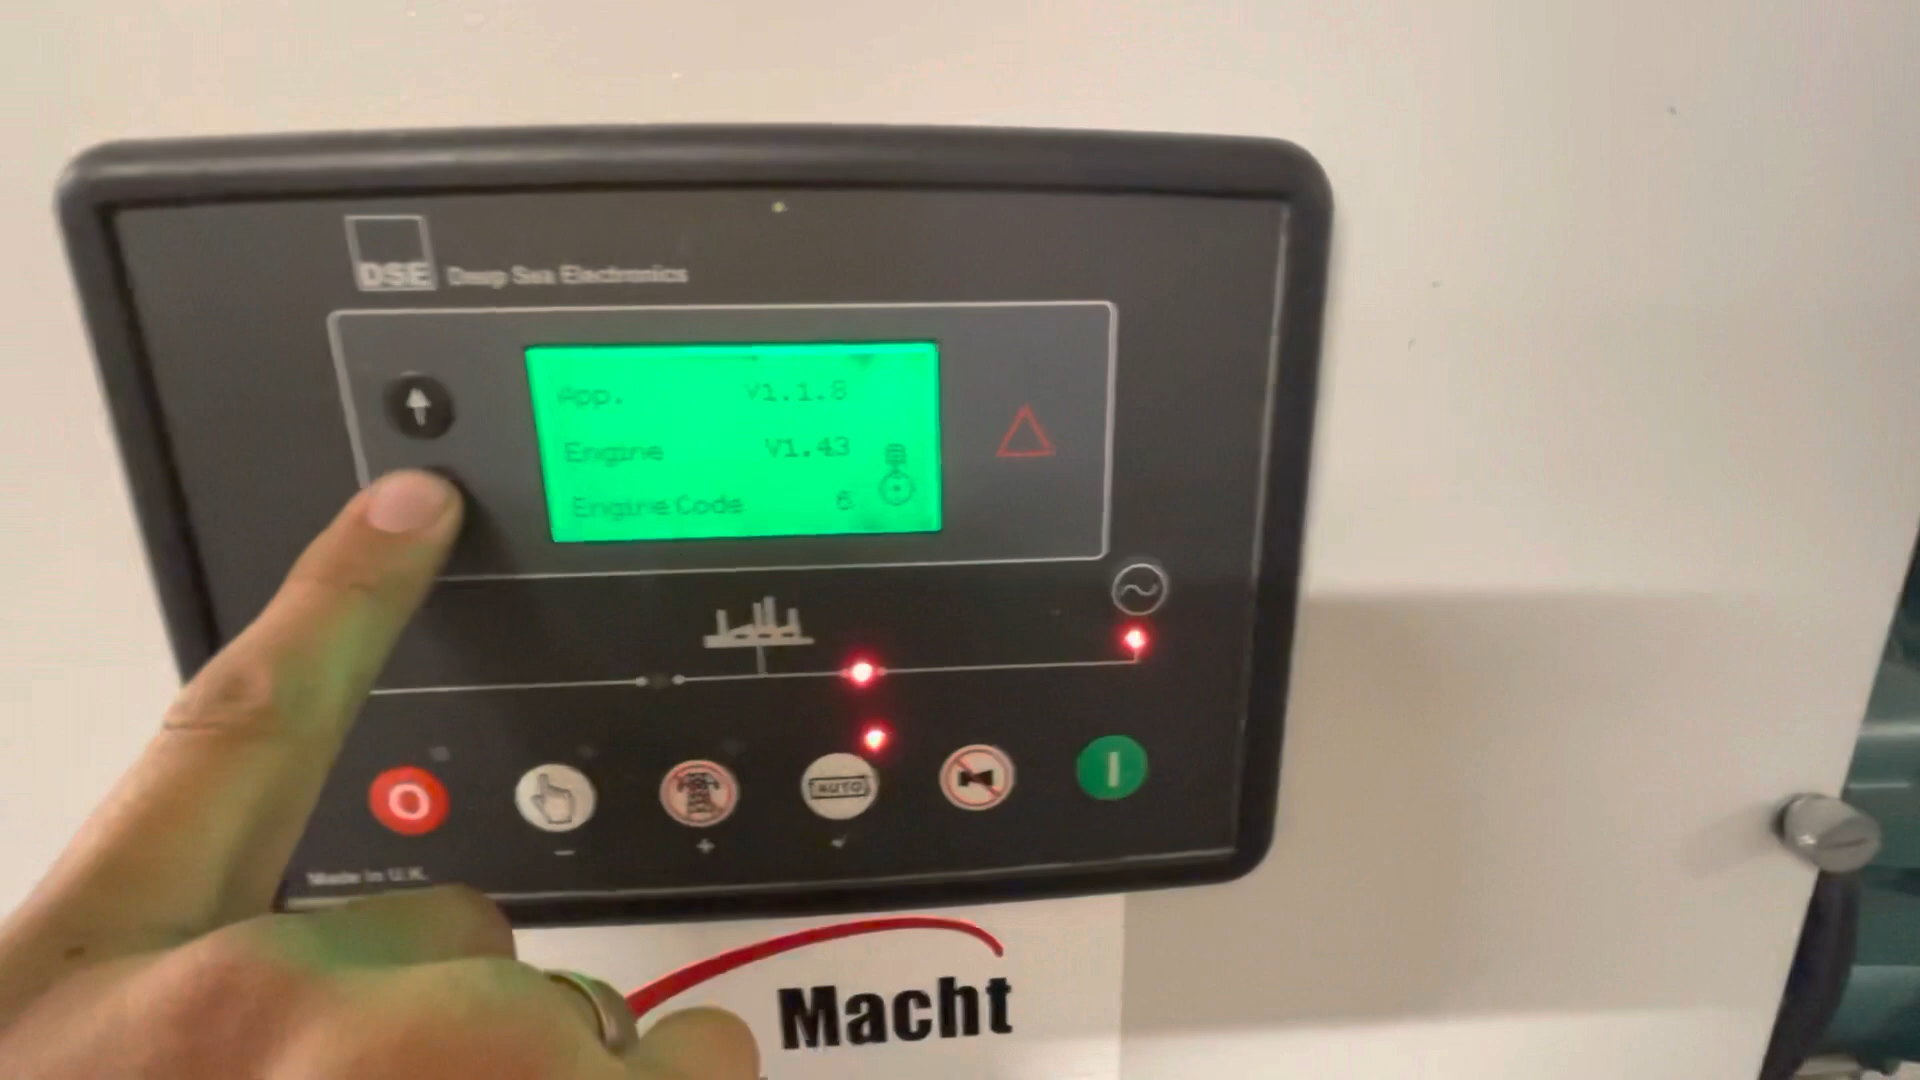 DSE Deep Sea Electronics
App. V1.1.8
Engine V1.43
Engine Code 6
AUTO
- +
Made in U.K.
Macht